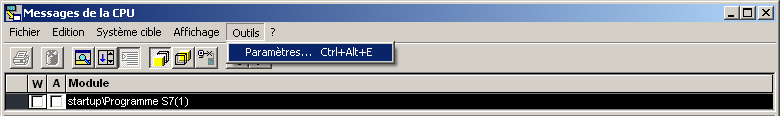 Messages de la CPU
Fichier Edition Système cible Affichage Outils ?
Paramètres... Ctrl+Alt+E
W A Module
startup\Programme S7(1)